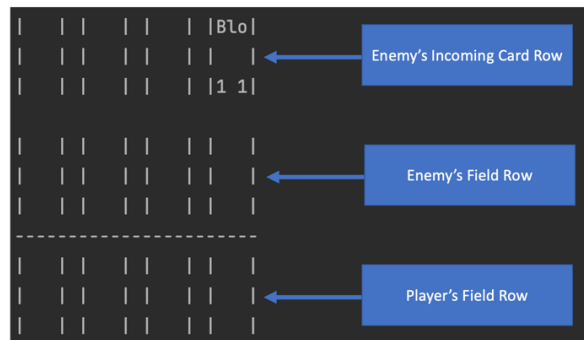 |    | |    | |    | |Blo|
|    | |    | |    | |   |
|    | |    | |    | |1 1|
Enemy's Incoming Card Row
|    | |    | |    | |   |
|    | |    | |    | |   |
|    | |    | |    | |   |
Enemy's Field Row
-----------------------------
|    | |    | |    | |   |
|    | |    | |    | |   |
|    | |    | |    | |   |
Player's Field Row